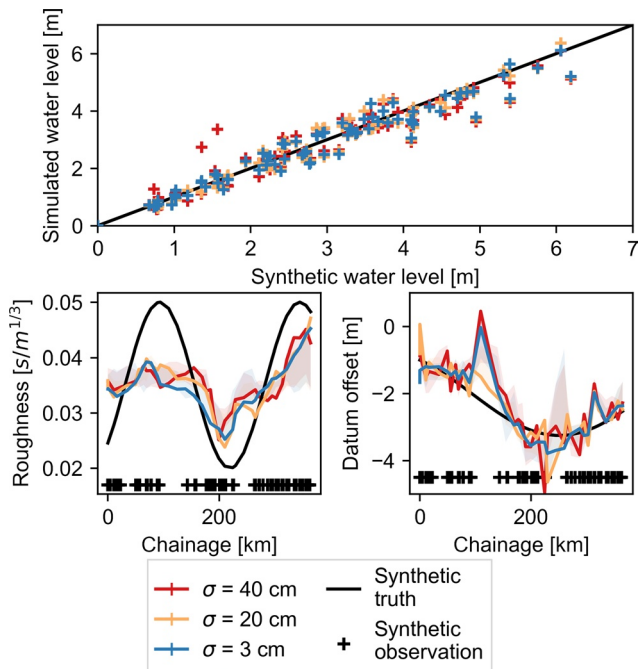 Simulated water level [m]
6
4
2
0
0 1 2 3 4 5 6 7
Synthetic water level [m]
Roughness [s/m^{1/3}]
0.05
0.04
0.03
0.02
0 200
Chainage [km]
Datum offset [m]
0
−2
−4
0 200
Chainage [km]
σ = 40 cm
σ = 20 cm
σ = 3 cm
Synthetic
truth
Synthetic
observation